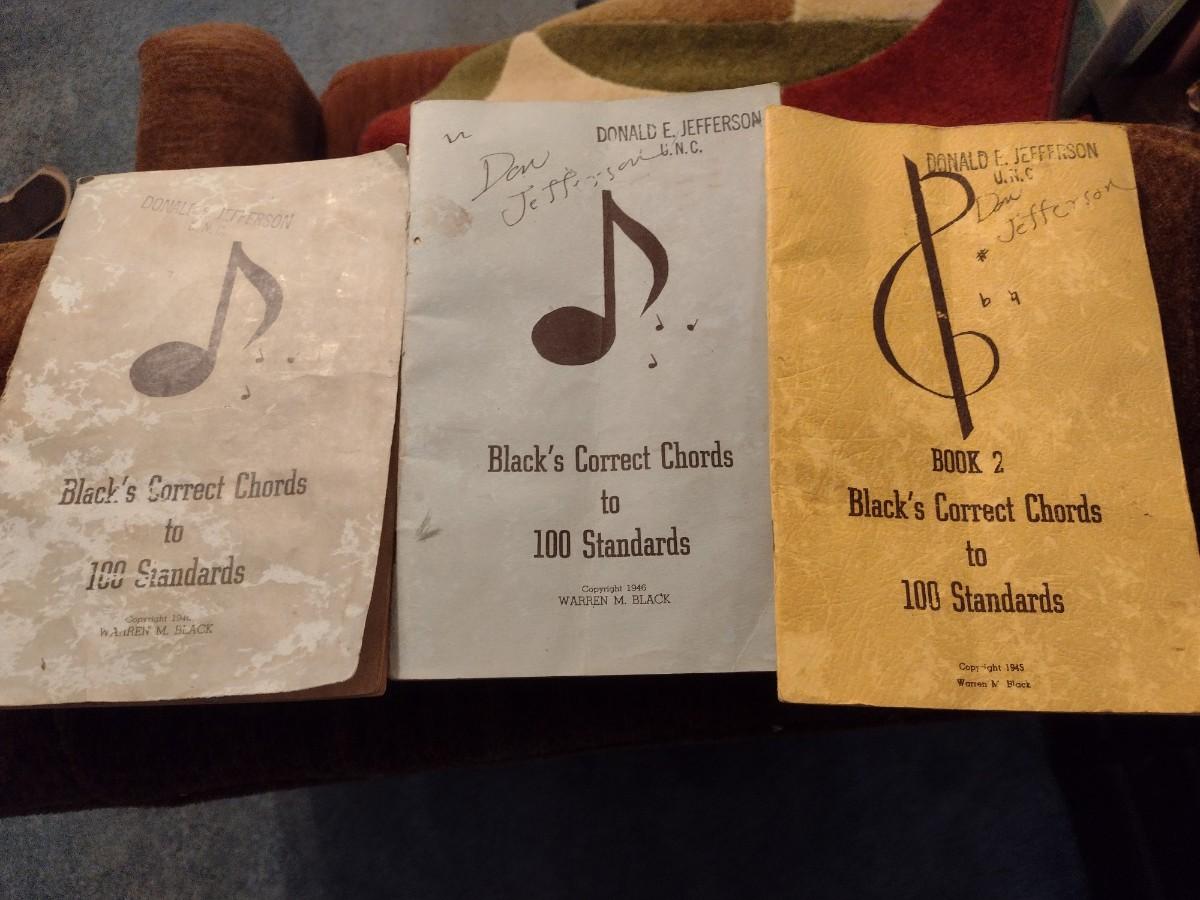 DONALD E. JEFFERSON
U.N.C.
Black's Correct Chords
to
100 Standards
Copyright 194
WARREN M. BLACK
DONALD E. JEFFERSON
U.N.C.
Don
Jefferson
Black's Correct Chords
to
100 Standards
Copyright 1946
WARREN M. BLACK
DONALD E. JEFFERSON
U.N.C
Don
Jefferson
BOOK 2
Black's Correct Chords
to
100 Standards
Copyright 1945
Warren M Black